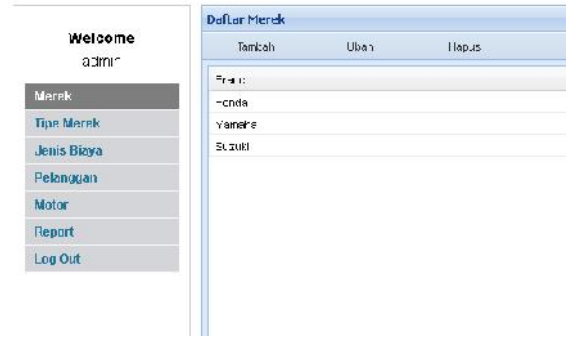 Welcome
admin
Merek
Tipe Merek
Jenis Biaya
Pelanggan
Motor
Report
Log Out
Daftar Merek
Tambah Ubah Hapus
Brand
Honda
Yamaha
Suzuki